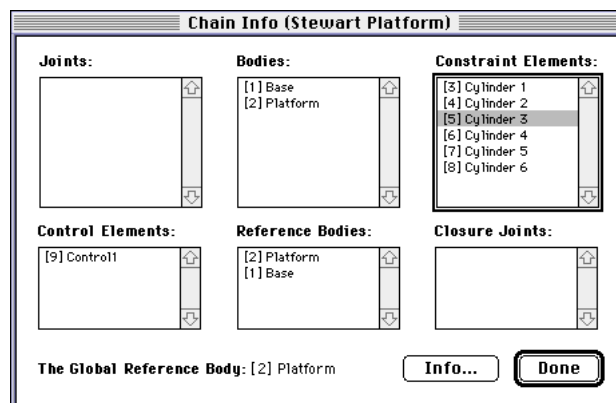 Chain Info (Stewart Platform)
Joints:
Bodies:
[1] Base
[2] Platform
Constraint Elements:
[3] Cylinder 1
[4] Cylinder 2
[5] Cylinder 3
[6] Cylinder 4
[7] Cylinder 5
[8] Cylinder 6
Control Elements:
[9] Control1
Reference Bodies:
[2] Platform
[1] Base
Closure Joints:
The Global Reference Body: [2] Platform
Info...
Done